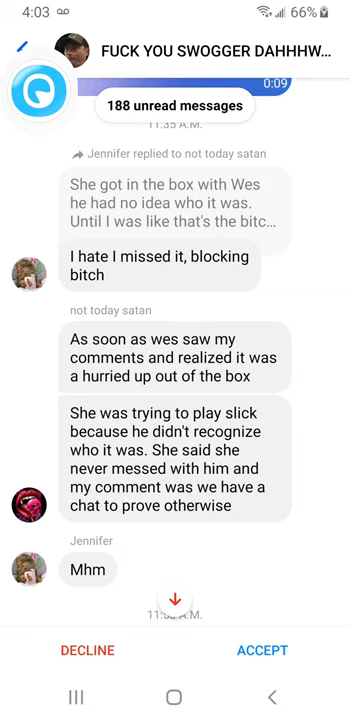 4:03
66%
FUCK YOU SWOGGER DAHHHW...
0:09
188 unread messages
11:35 A.M.
Jennifer replied to not today satan
She got in the box with Wes
he had no idea who it was.
Until I was like that's the bitc...
I hate I missed it, blocking
bitch
not today satan
As soon as wes saw my
comments and realized it was
a hurried up out of the box
She was trying to play slick
because he didn't recognize
who it was. She said she
never messed with him and
my comment was we have a
chat to prove otherwise
Jennifer
Mhm
A.M.
DECLINE
ACCEPT